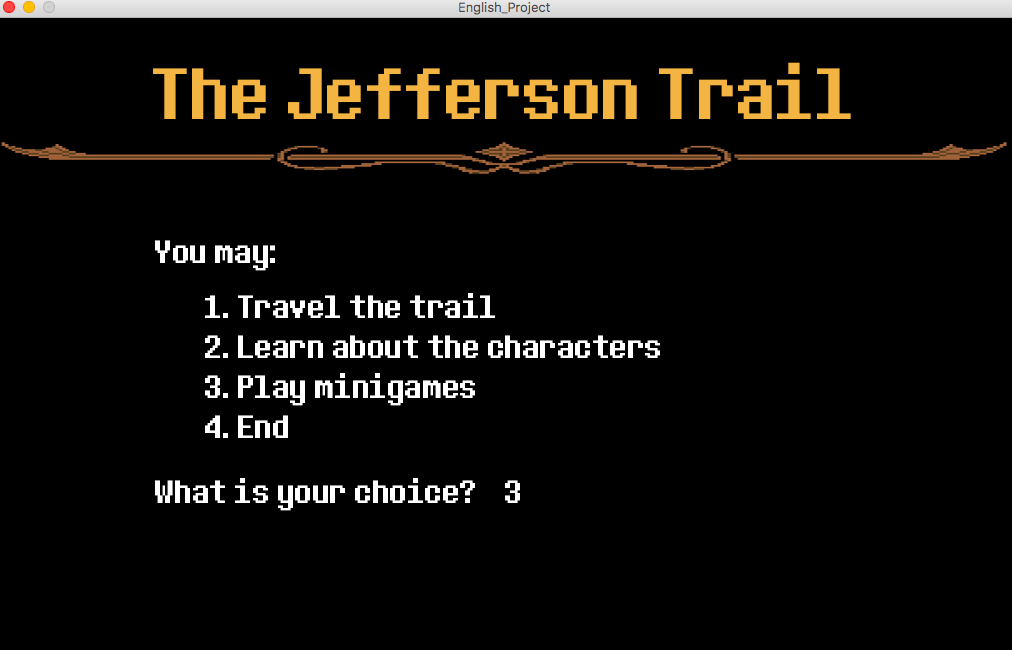 English_Project
The Jefferson Trail
You may:
1. Travel the trail
2. Learn about the characters
3. Play minigames
4. End
What is your choice? 3